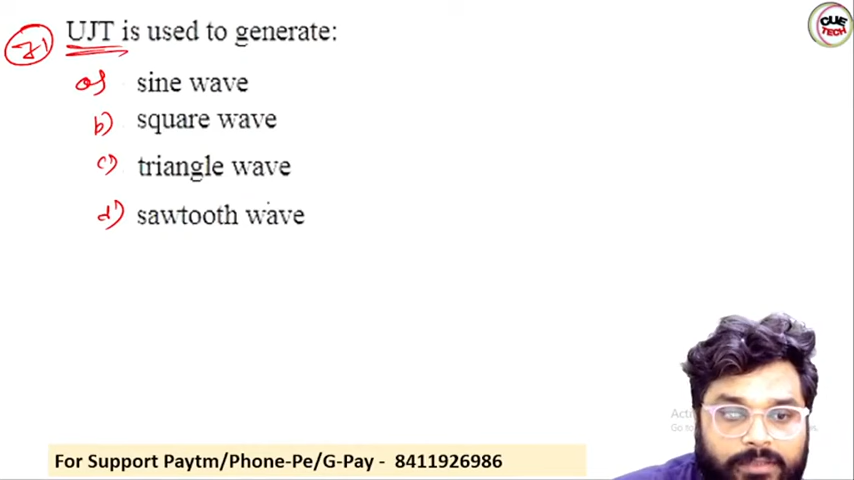 71 UJT is used to generate:
a) sine wave
b) square wave
c) triangle wave
d) sawtooth wave
CUE
TECH
For Support Paytm/Phone-Pe/G-Pay - 8411926986